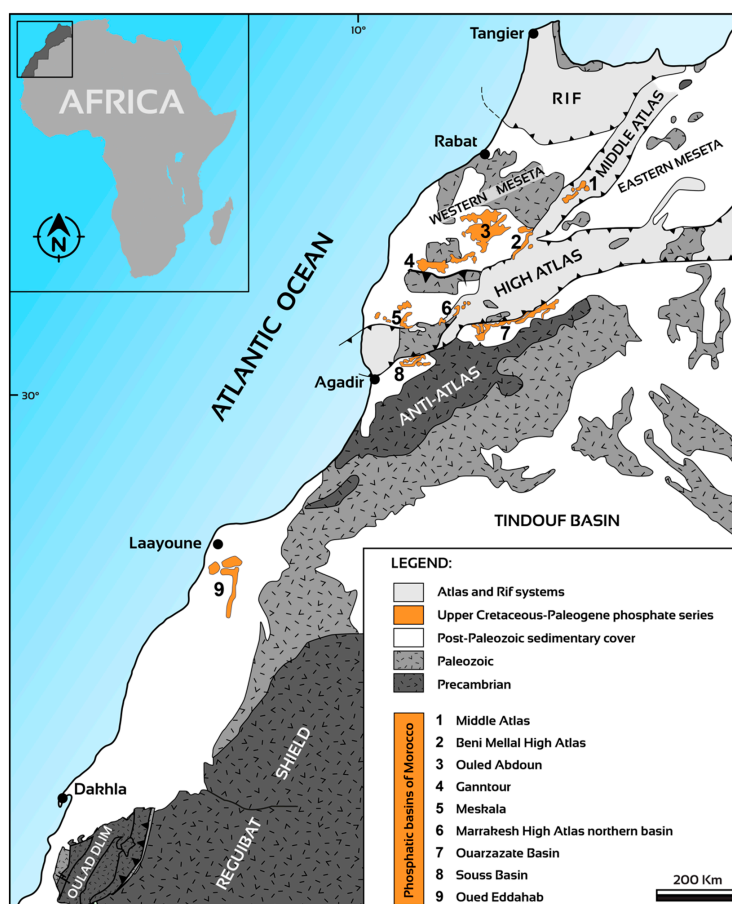 10°
Tangier
AFRICA
RIF
MIDDLE ATLAS
Rabat
EASTERN MESETA
WESTERN MESETA
1
N
3
2
4
HIGH ATLAS
ATLANTIC OCEAN
6
5
7
8
Agadir
ANTI-ATLAS
30°
TINDOUF BASIN
Laayoune
9
LEGEND:
Atlas and Rif systems
Upper Cretaceous-Paleogene phosphate series
Post-Paleozoic sedimentary cover
Paleozoic
Precambrian
SHIELD
REGUIBAT
Dakhla
OULAD DLIM
Phosphatic basins of Morocco
1 Middle Atlas
2 Beni Mellal High Atlas
3 Ouled Abdoun
4 Ganntour
5 Meskala
6 Marrakesh High Atlas northern basin
7 Ouarzazate Basin
8 Souss Basin
9 Oued Eddahab
200 Km